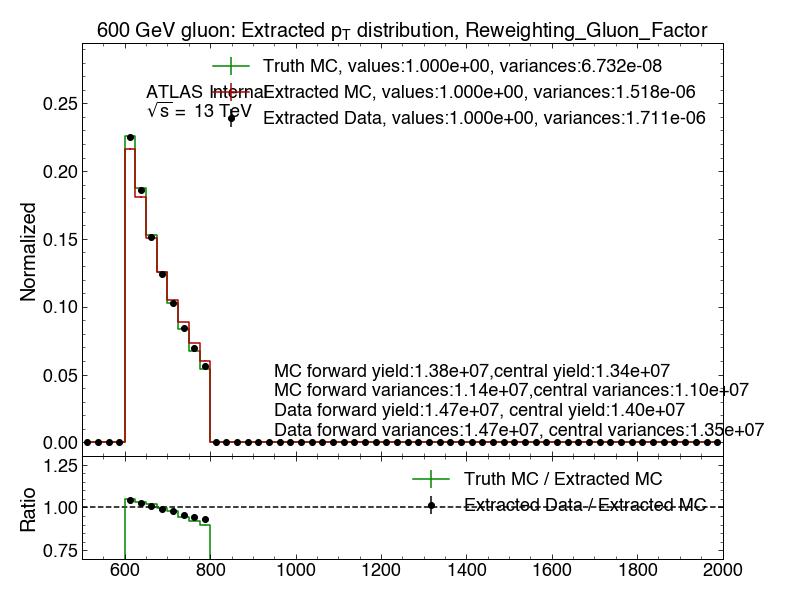 600 GeV gluon: Extracted pT distribution, Reweighting_Gluon_Factor
Truth MC, values:1.000e+00, variances:6.732e-08
ATLAS Internal
Extracted MC, values:1.000e+00, variances:1.518e-06
√s = 13 TeV
Extracted Data, values:1.000e+00, variances:1.711e-06
Normalized
0.25
0.20
0.15
0.10
0.05
0.00
MC forward yield:1.38e+07,central yield:1.34e+07
MC forward variances:1.14e+07,central variances:1.10e+07
Data forward yield:1.47e+07, central yield:1.40e+07
Data forward variances:1.47e+07, central variances:1.35e+07
Ratio
1.25
1.00
0.75
Truth MC / Extracted MC
Extracted Data / Extracted MC
600 800 1000 1200 1400 1600 1800 2000